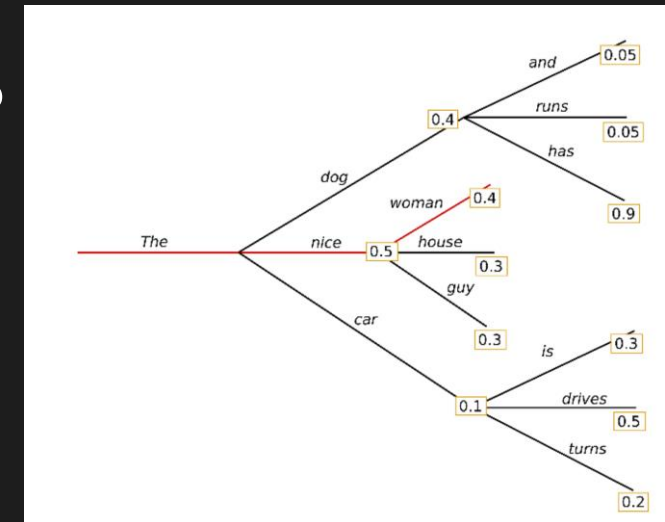 and
0.05
runs
0.4
0.05
has
dog
0.9
woman
0.4
The
nice
0.5
house
0.3
guy
car
0.3
is
0.3
0.1
drives
0.5
turns
0.2